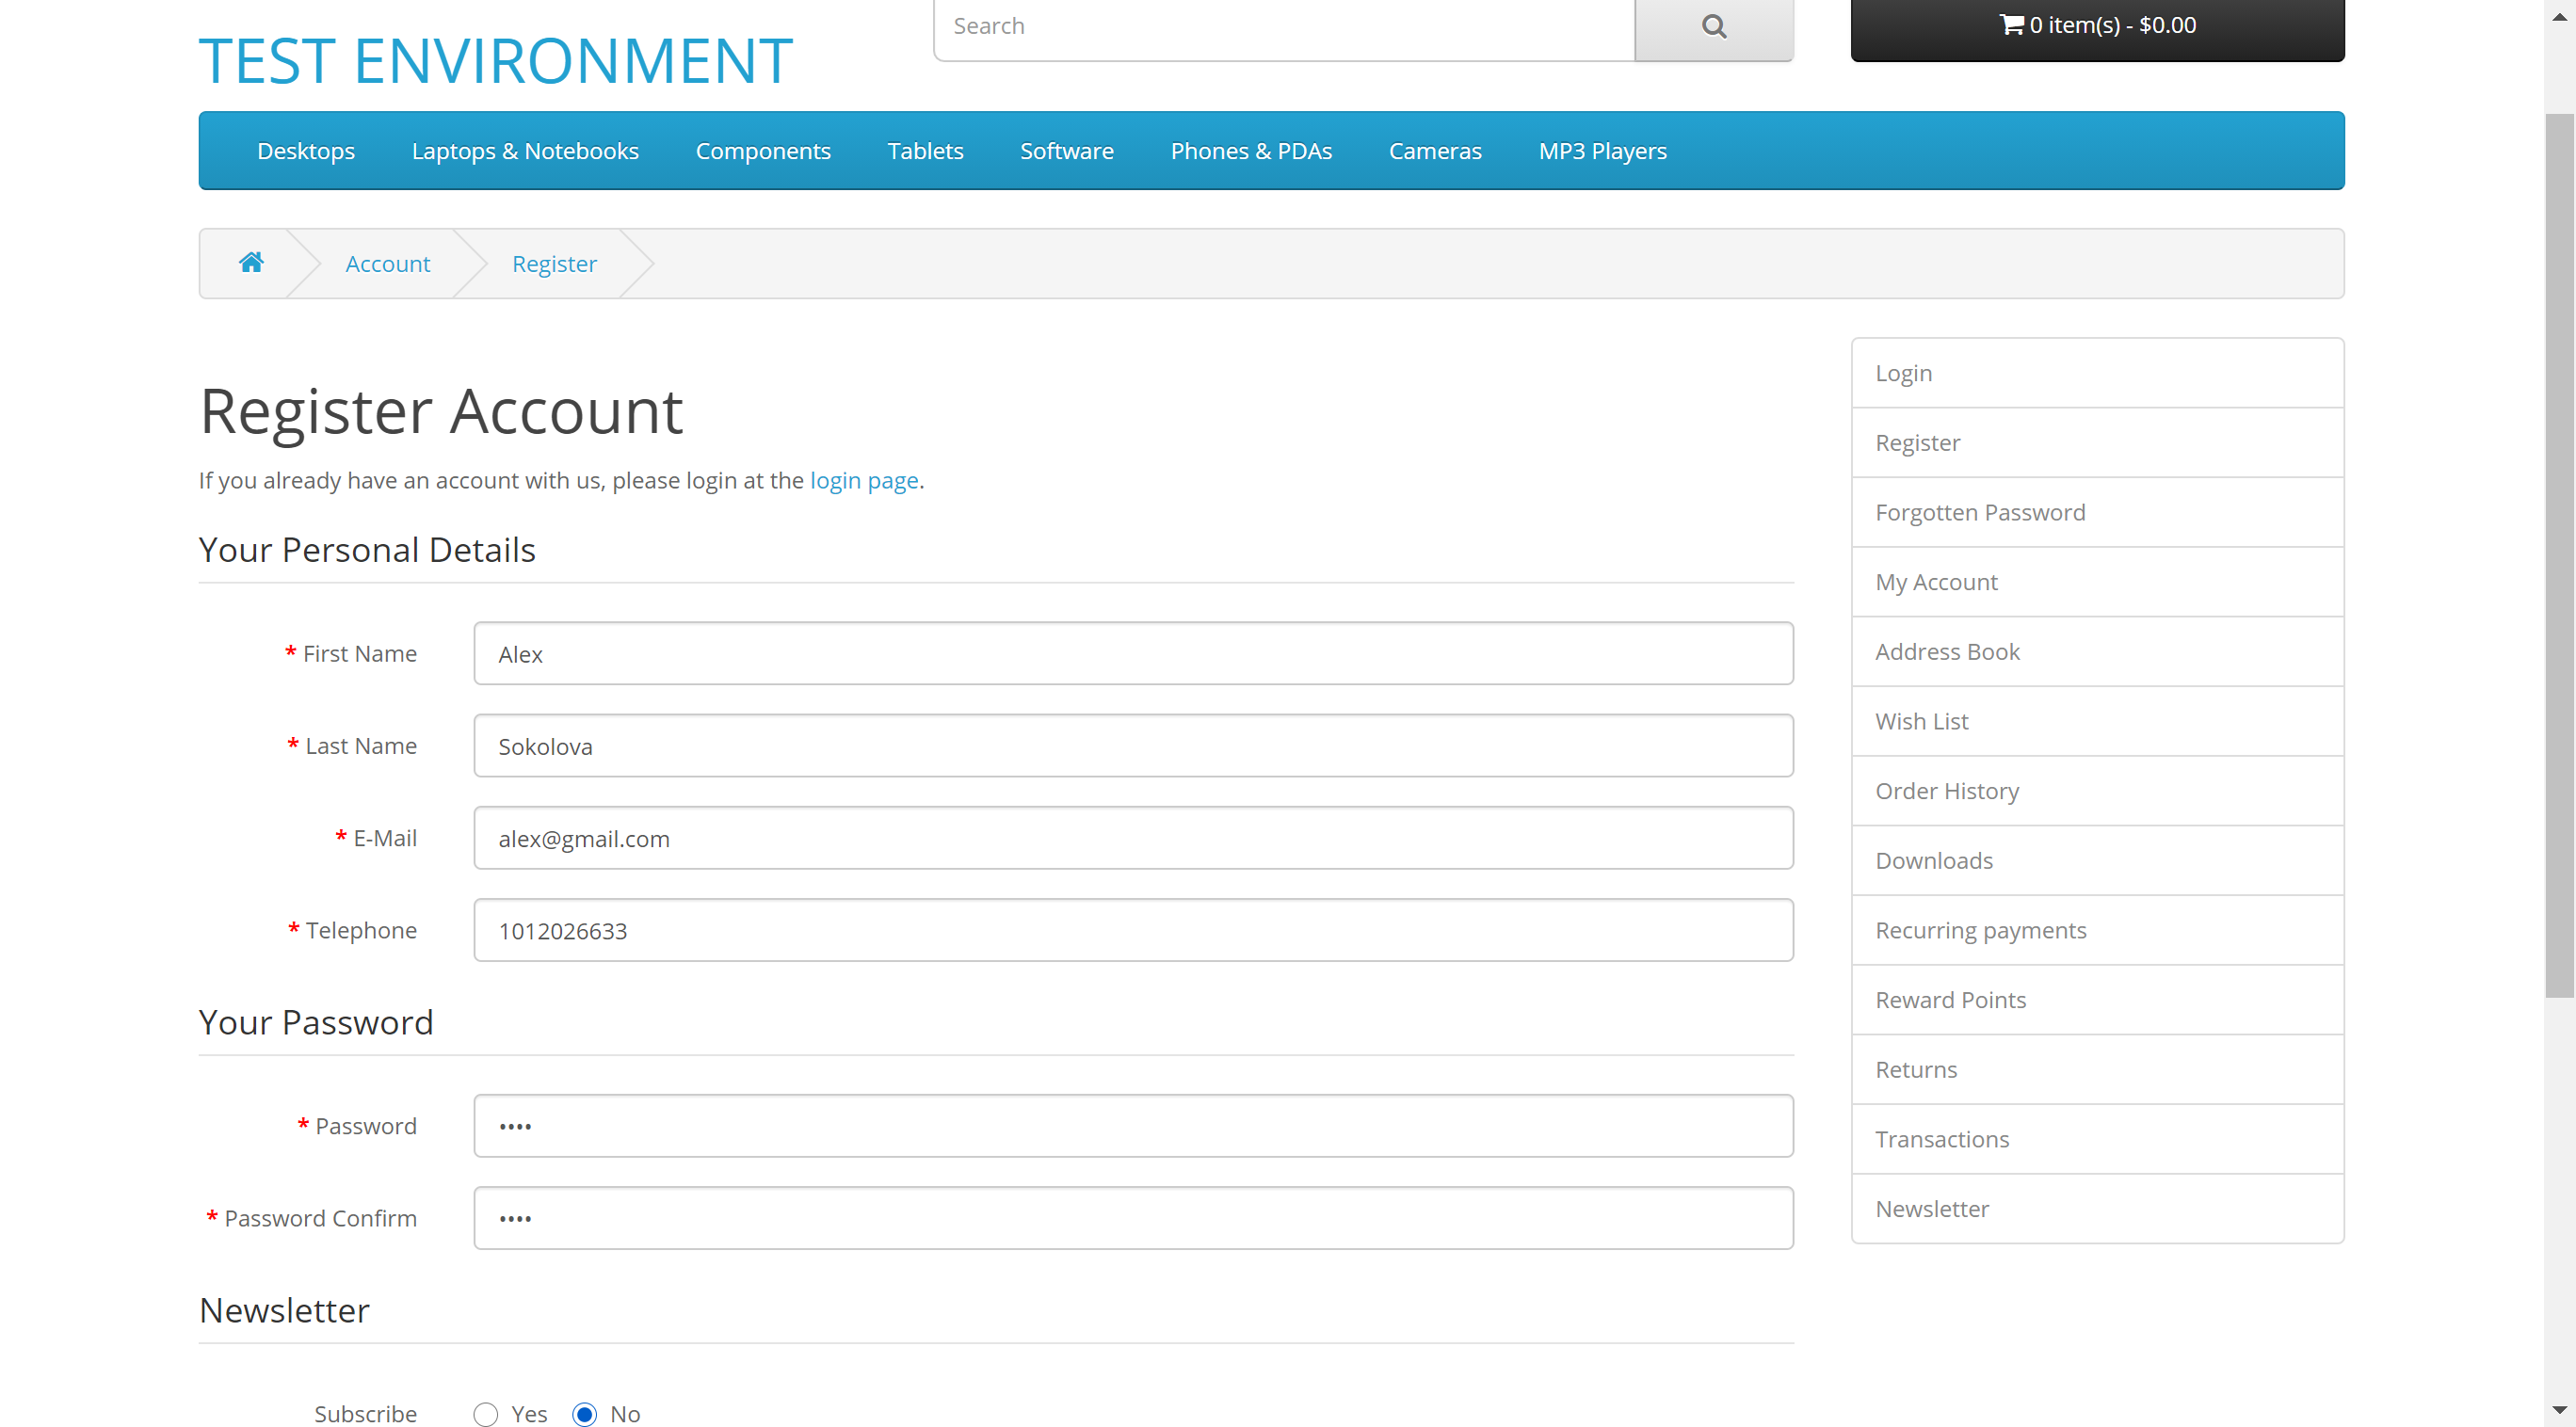 Search
0 item(s) - $0.00
TEST ENVIRONMENT
Desktops Laptops & Notebooks Components Tablets Software Phones & PDAs Cameras MP3 Players
Account Register
Register Account
If you already have an account with us, please login at the login page.
Your Personal Details
* First Name Alex
* Last Name Sokolova
* E-Mail alex@gmail.com
* Telephone 1012026633
Your Password
* Password ••••
* Password Confirm ••••
Newsletter
Subscribe Yes No
Login
Register
Forgotten Password
My Account
Address Book
Wish List
Order History
Downloads
Recurring payments
Reward Points
Returns
Transactions
Newsletter